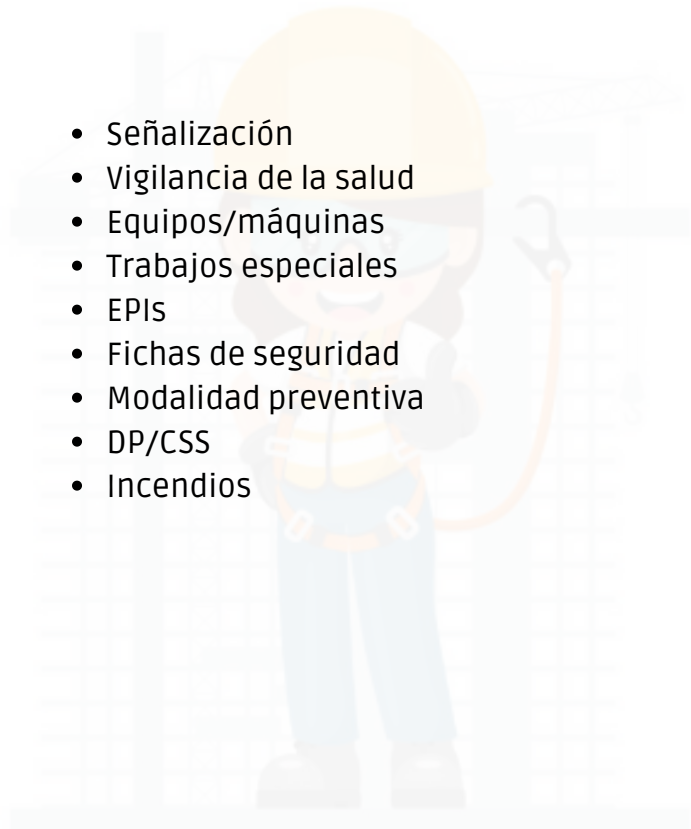 • Señalización
• Vigilancia de la salud
• Equipos/máquinas
• Trabajos especiales
• EPIs
• Fichas de seguridad
• Modalidad preventiva
• DP/CSS
• Incendios